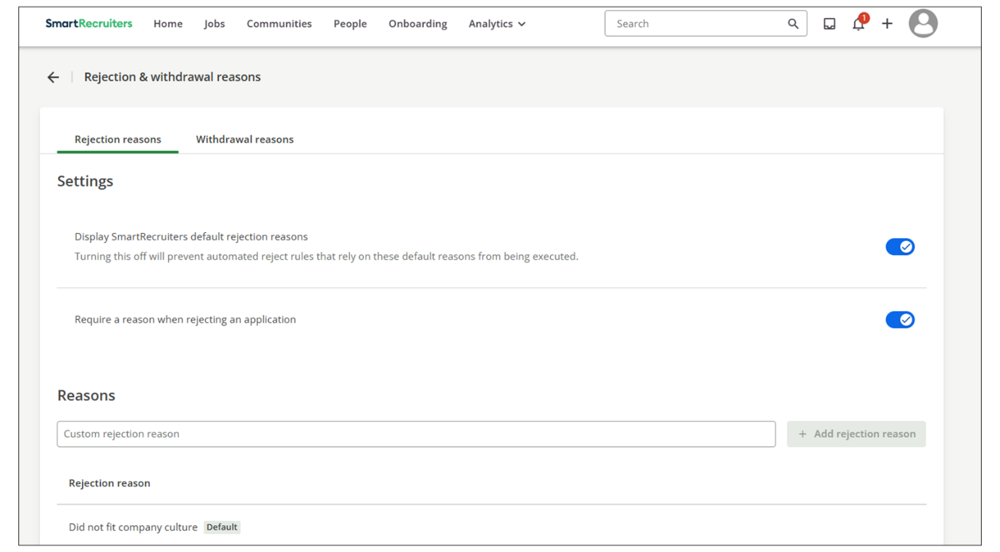 SmartRecruiters Home Jobs Communities People Onboarding Analytics Search 1
Rejection & withdrawal reasons
Rejection reasons Withdrawal reasons
Settings
Display SmartRecruiters default rejection reasons
Turning this off will prevent automated reject rules that rely on these default reasons from being executed.
Require a reason when rejecting an application
Reasons
Custom rejection reason + Add rejection reason
Rejection reason
Did not fit company culture Default